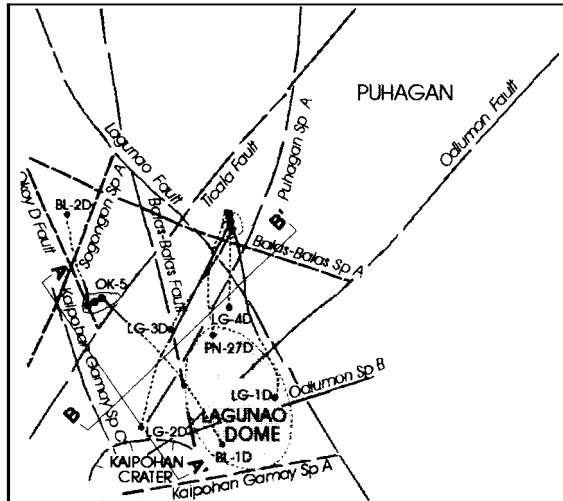 PUHAGAN
Lagunao Fault
Ticala Fault
Puhagan Sp A
Odlumon Fault
BL-2D
Sogongon Sp A
Okoy D Fault
Balas-Balas Fault
B'
Balas-Balas Sp A
A
OK-5
Kaipohan Gamay Sp C
LG-3D
LG-4D
PN-27D
LG-1D
Odlumon Sp B
B
LG-2D
LAGUNAO
DOME
BL-1D
KAIPOHAN
CRATER
A'
Kaipohan Gamay Sp A